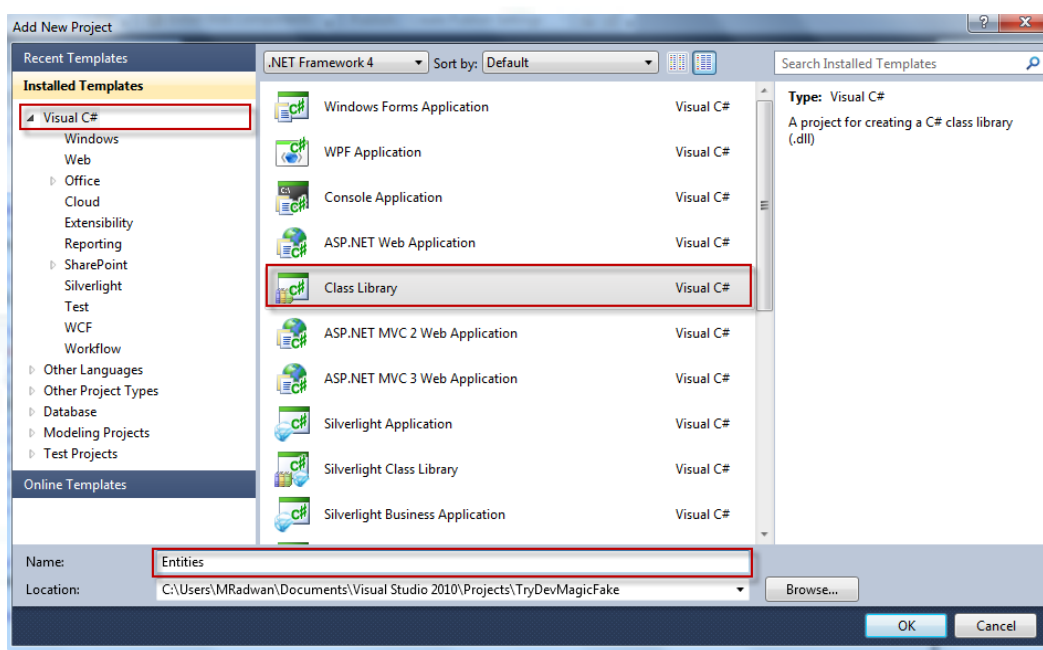 Add New Project
Recent Templates
Installed Templates
Visual C#
Windows
Web
Office
Cloud
Extensibility
Reporting
SharePoint
Silverlight
Test
WCF
Workflow
Other Languages
Other Project Types
Database
Modeling Projects
Test Projects
Online Templates
.NET Framework 4
Sort by: Default
Windows Forms Application Visual C#
WPF Application Visual C#
Console Application Visual C#
ASP.NET Web Application Visual C#
Class Library Visual C#
ASP.NET MVC 2 Web Application Visual C#
ASP.NET MVC 3 Web Application Visual C#
Silverlight Application Visual C#
Silverlight Class Library Visual C#
Silverlight Business Application Visual C#
Search Installed Templates
Type: Visual C#
A project for creating a C# class library
(.dll)
Name: Entities
Location: C:\Users\MRadwan\Documents\Visual Studio 2010\Projects\TryDevMagicFake
Browse...
OK Cancel